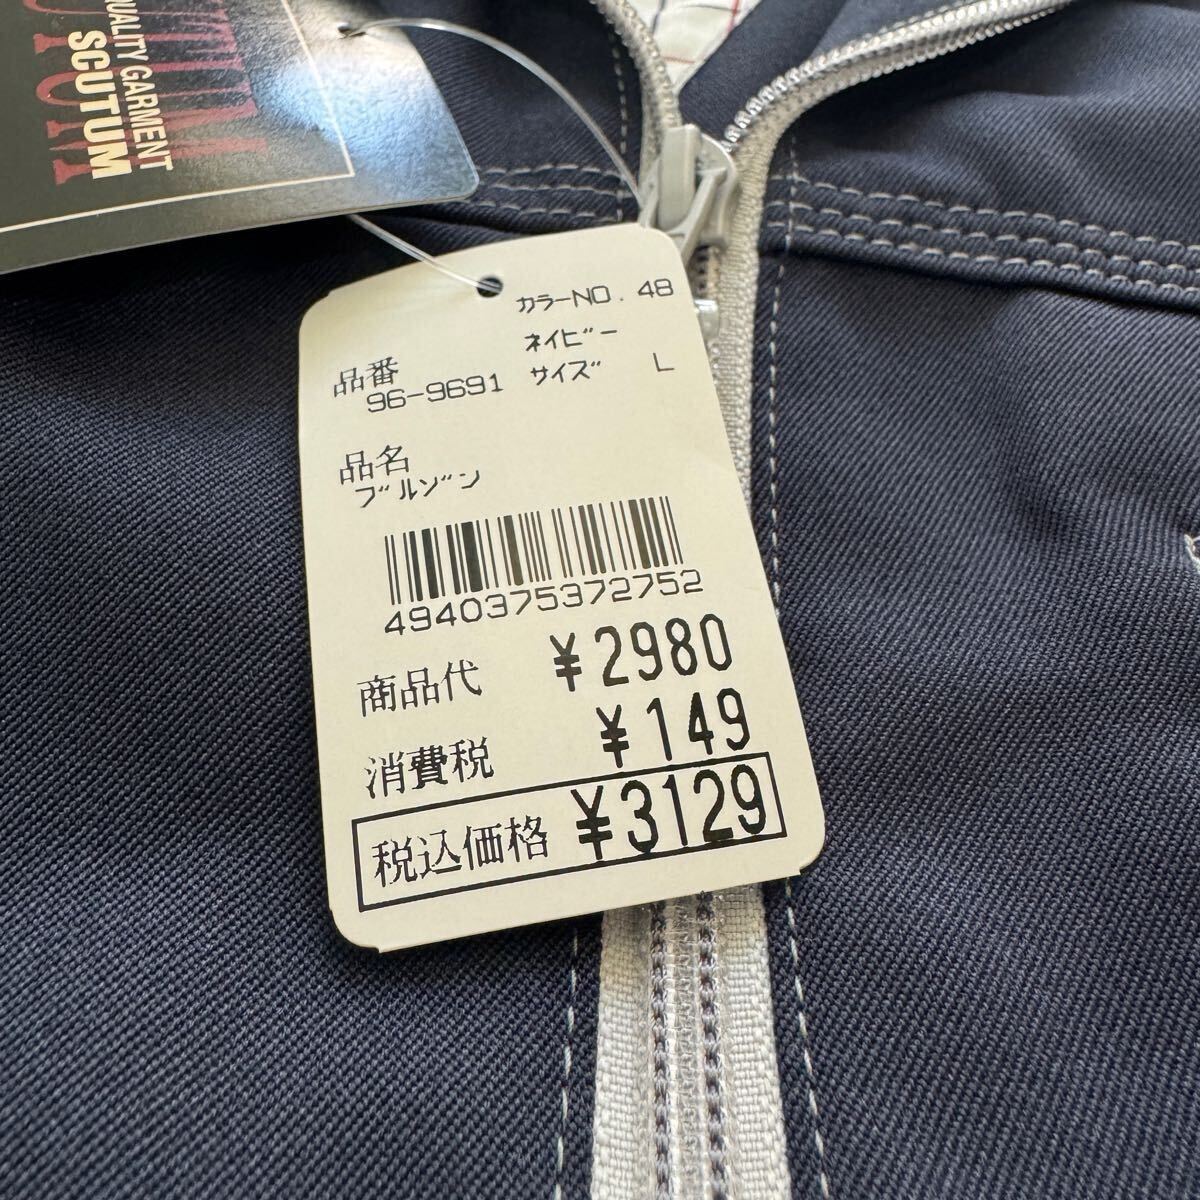 QUALITY GARMENT
SCUTUM
カラーNO. 48
ネイビー
サイズ L
品番
96-9691
品名
ブルゾン
4940375372752
商品代 ¥2980
消費税 ¥149
税込価格 ¥3129